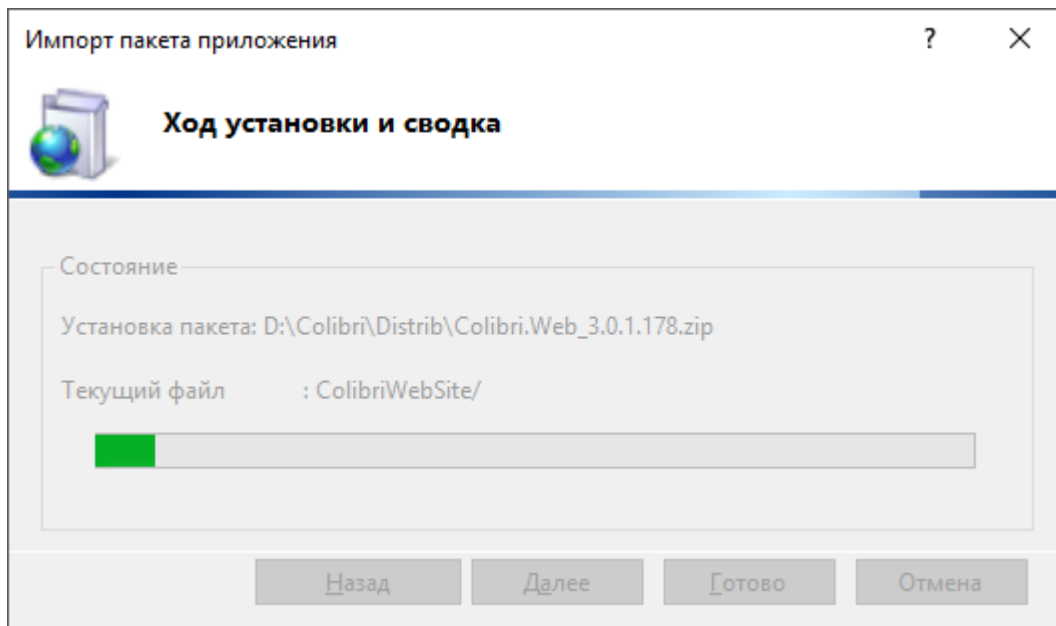 Импорт пакета приложения
?
Ход установки и сводка
Состояние
Установка пакета: D:\Colibri\Distrib\Colibri.Web_3.0.1.178.zip
Текущий файл : ColibriWebSite/
Назад Далее Готово Отмена